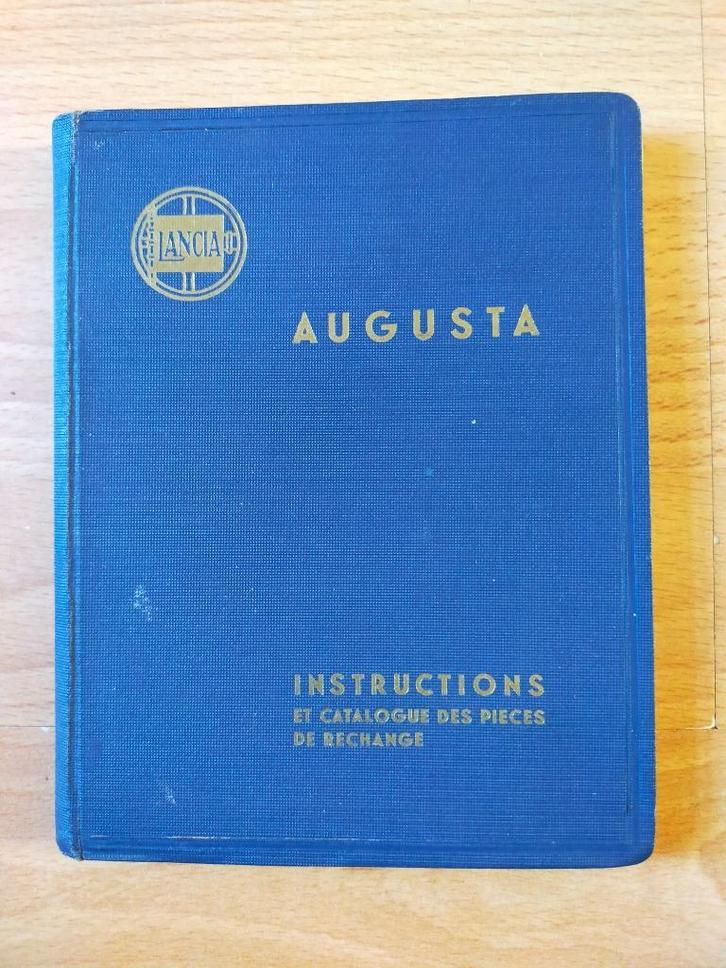 LANCIA
AUGUSTA
INSTRUCTIONS
ET CATALOGUE DES PIECES
DE RECHANGE